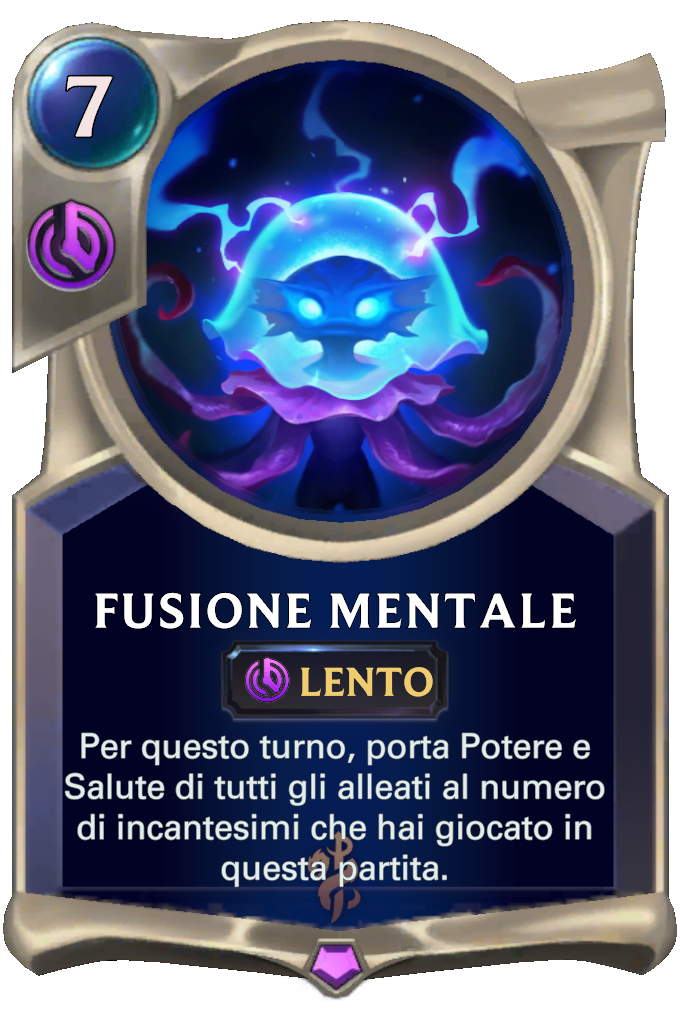 7
FUSIONE MENTALE
LENTO
Per questo turno, porta Potere e
Salute di tutti gli alleati al numero
di incantesimi che hai giocato in
questa partita.